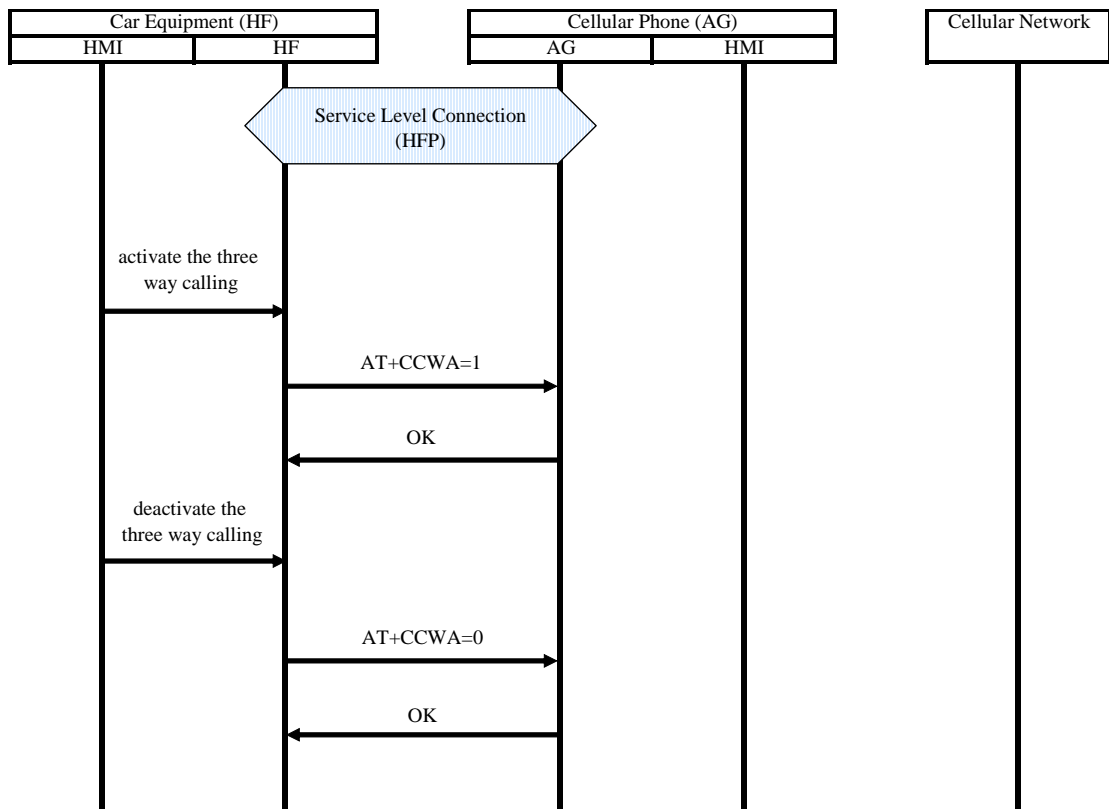 Car Equipment (HF)
Cellular Phone (AG)
Cellular Network
HMI
HF
AG
HMI
Service Level Connection
(HFP)
activate the three
way calling
AT+CCWA=1
OK
deactivate the
three way calling
AT+CCWA=0
OK